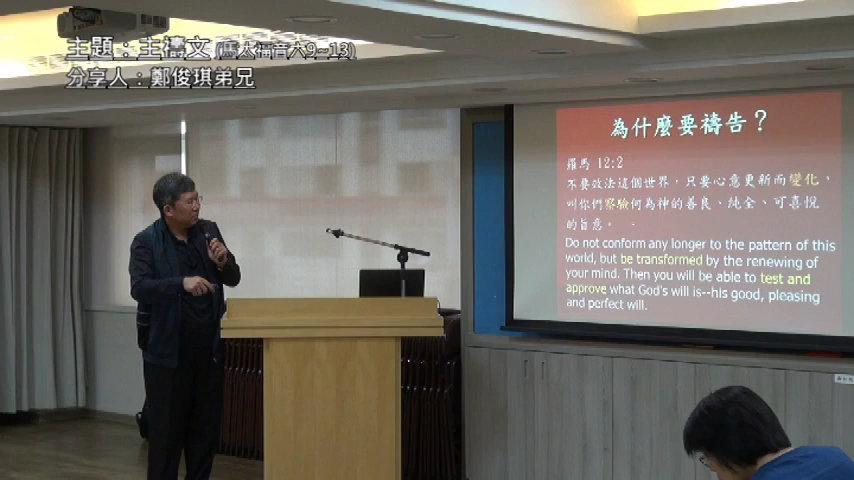 主題：主禱文 (馬太福音六9~13)
分享人：鄭俊琪弟兄
為什麼要禱告？
羅馬 12:2
不要效法這個世界，只要心意更新而變化，
叫你們察驗何為神的善良、純全、可喜悅
的旨意。
Do not conform any longer to the pattern of this
world, but be transformed by the renewing of
your mind. Then you will be able to test and
approve what God's will is--his good, pleasing
and perfect will.